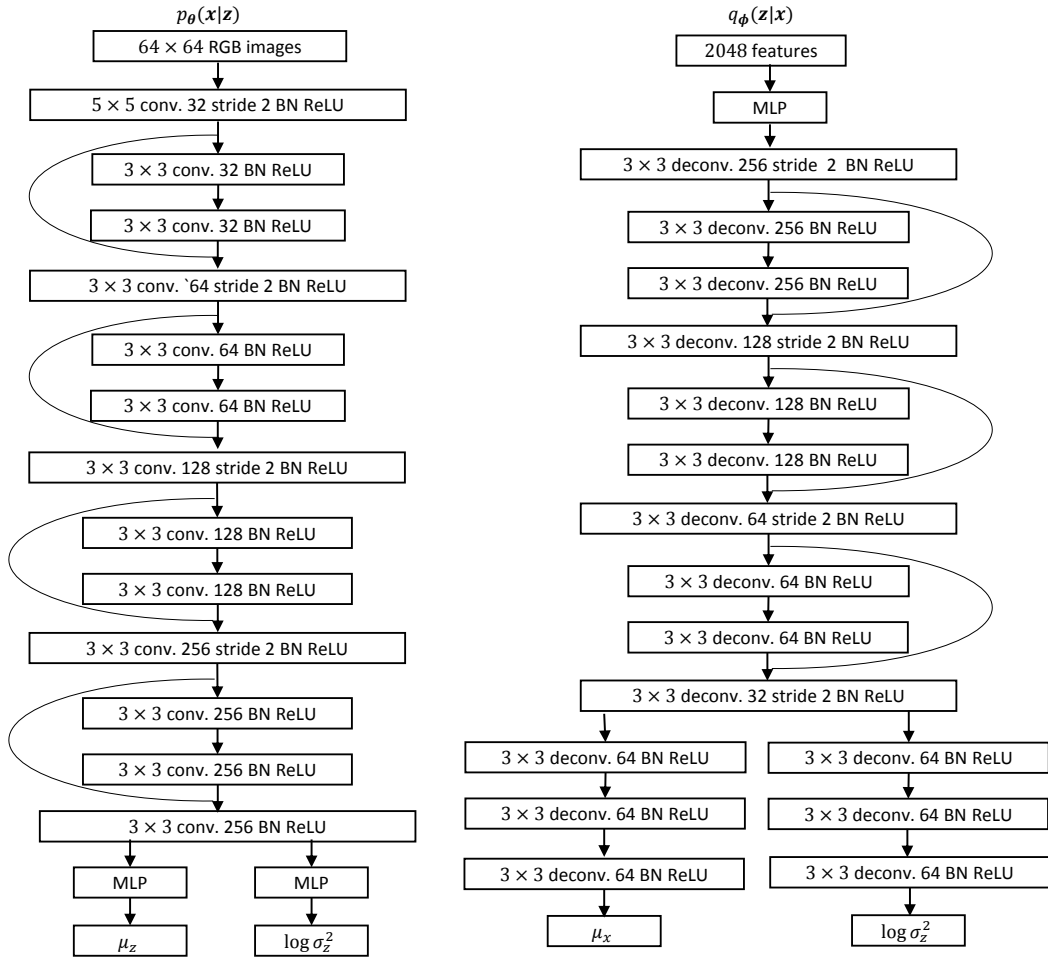 p_θ(x|z)
64 × 64 RGB images
5 × 5 conv. 32 stride 2 BN ReLU
3 × 3 conv. 32 BN ReLU
3 × 3 conv. 32 BN ReLU
3 × 3 conv. `64 stride 2 BN ReLU
3 × 3 conv. 64 BN ReLU
3 × 3 conv. 64 BN ReLU
3 × 3 conv. 128 stride 2 BN ReLU
3 × 3 conv. 128 BN ReLU
3 × 3 conv. 128 BN ReLU
3 × 3 conv. 256 stride 2 BN ReLU
3 × 3 conv. 256 BN ReLU
3 × 3 conv. 256 BN ReLU
3 × 3 conv. 256 BN ReLU
MLP
MLP
μ_z
log σ_z^2
q_ϕ(z|x)
2048 features
MLP
3 × 3 deconv. 256 stride 2 BN ReLU
3 × 3 deconv. 256 BN ReLU
3 × 3 deconv. 256 BN ReLU
3 × 3 deconv. 128 stride 2 BN ReLU
3 × 3 deconv. 128 BN ReLU
3 × 3 deconv. 128 BN ReLU
3 × 3 deconv. 64 stride 2 BN ReLU
3 × 3 deconv. 64 BN ReLU
3 × 3 deconv. 64 BN ReLU
3 × 3 deconv. 32 stride 2 BN ReLU
3 × 3 deconv. 64 BN ReLU
3 × 3 deconv. 64 BN ReLU
3 × 3 deconv. 64 BN ReLU
μ_x
3 × 3 deconv. 64 BN ReLU
3 × 3 deconv. 64 BN ReLU
3 × 3 deconv. 64 BN ReLU
log σ_z^2